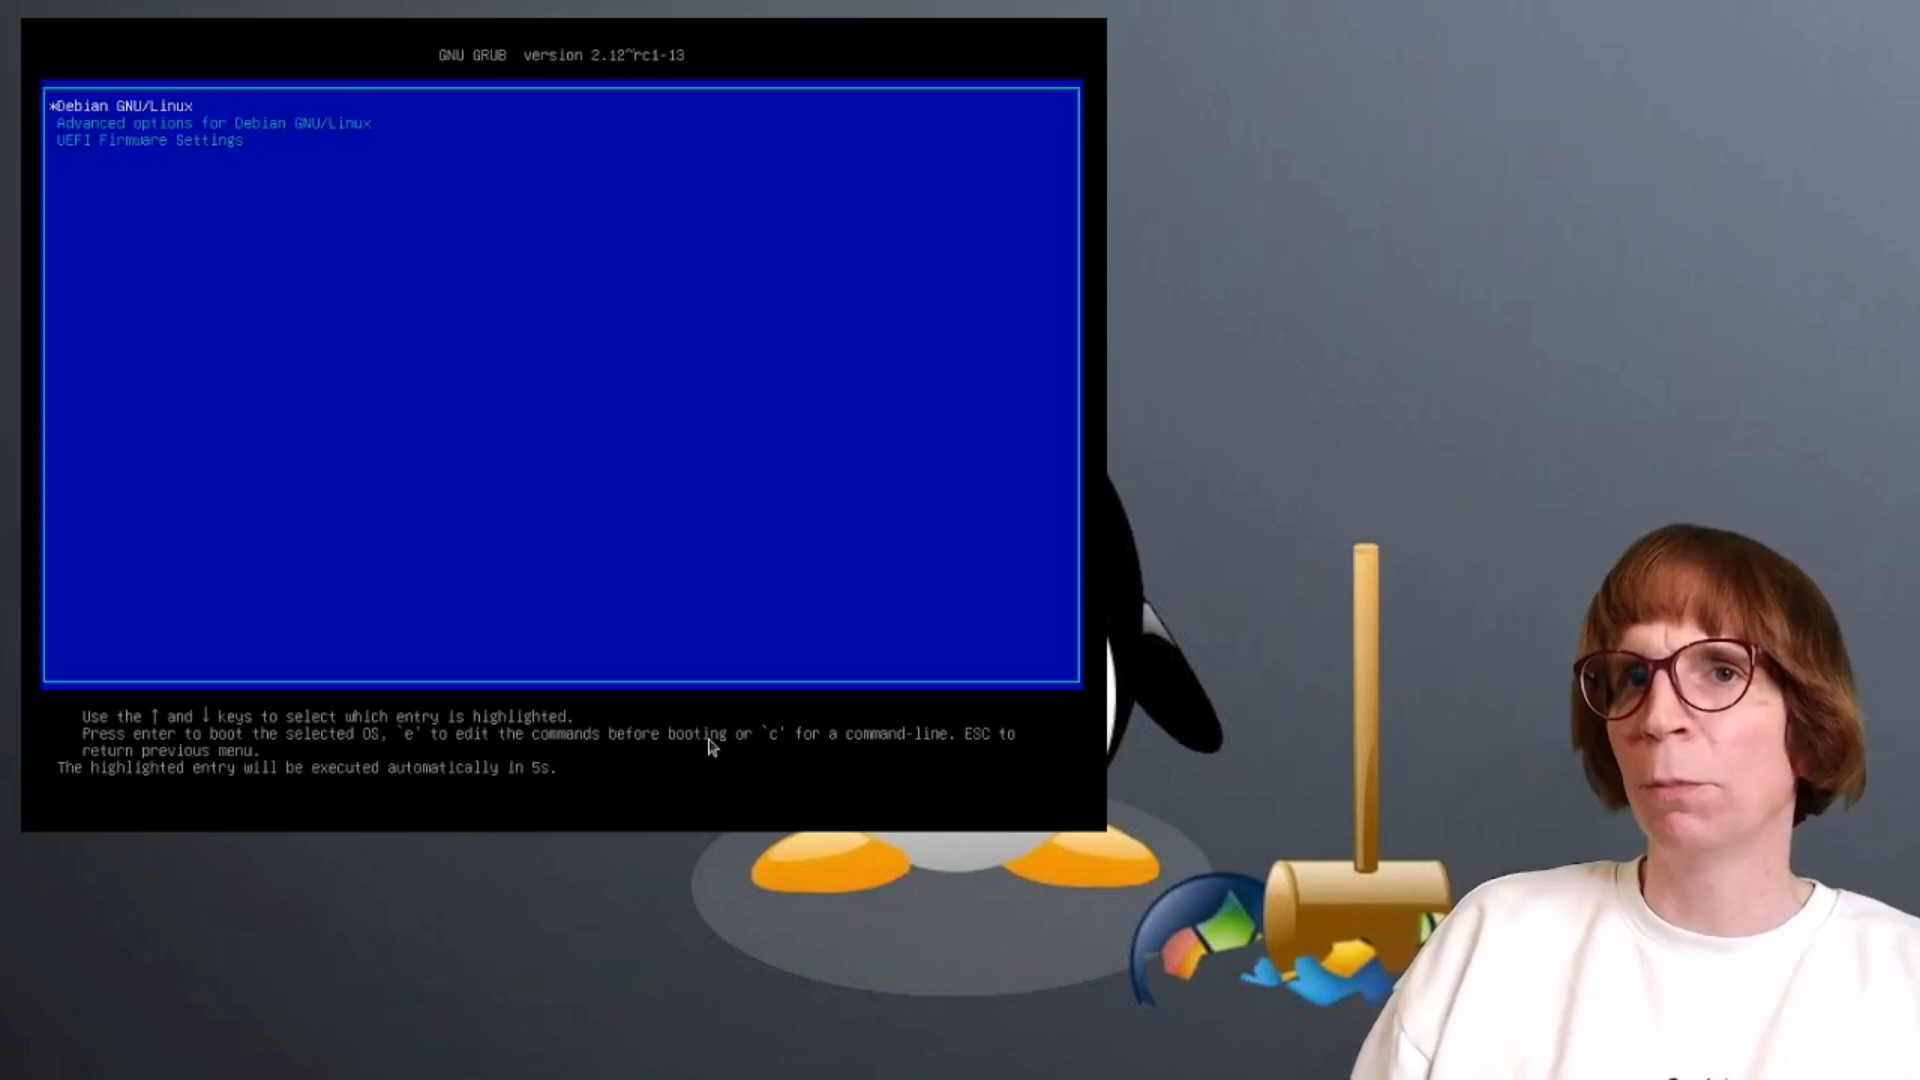 GNU GRUB version 2.12~rc1-13
*Debian GNU/Linux
Advanced options for Debian GNU/Linux
UEFI Firmware Settings
Use the ↑ and ↓ keys to select which entry is highlighted.
Press enter to boot the selected OS, `e' to edit the commands before booting or `c' for a command-line. ESC to
return previous menu.
The highlighted entry will be executed automatically in 5s.